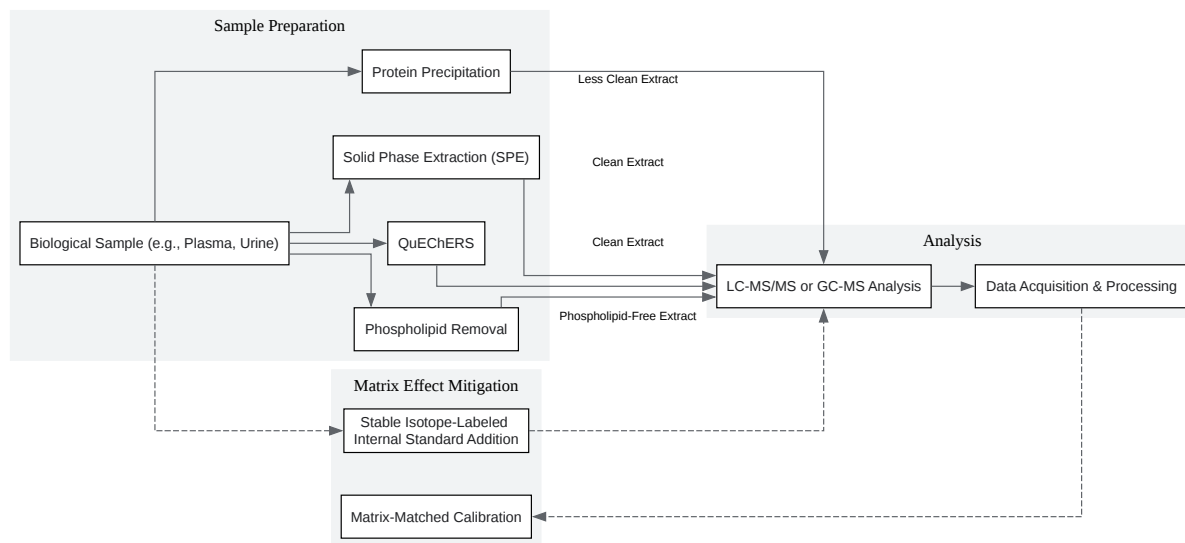 Sample Preparation
Protein Precipitation
Less Clean Extract
Solid Phase Extraction (SPE)
Clean Extract
Biological Sample (e.g., Plasma, Urine)
QuEChERS
Clean Extract
Analysis
LC-MS/MS or GC-MS Analysis
Data Acquisition & Processing
Phospholipid Removal
Phospholipid-Free Extract
Matrix Effect Mitigation
Stable Isotope-Labeled
Internal Standard Addition
Matrix-Matched Calibration